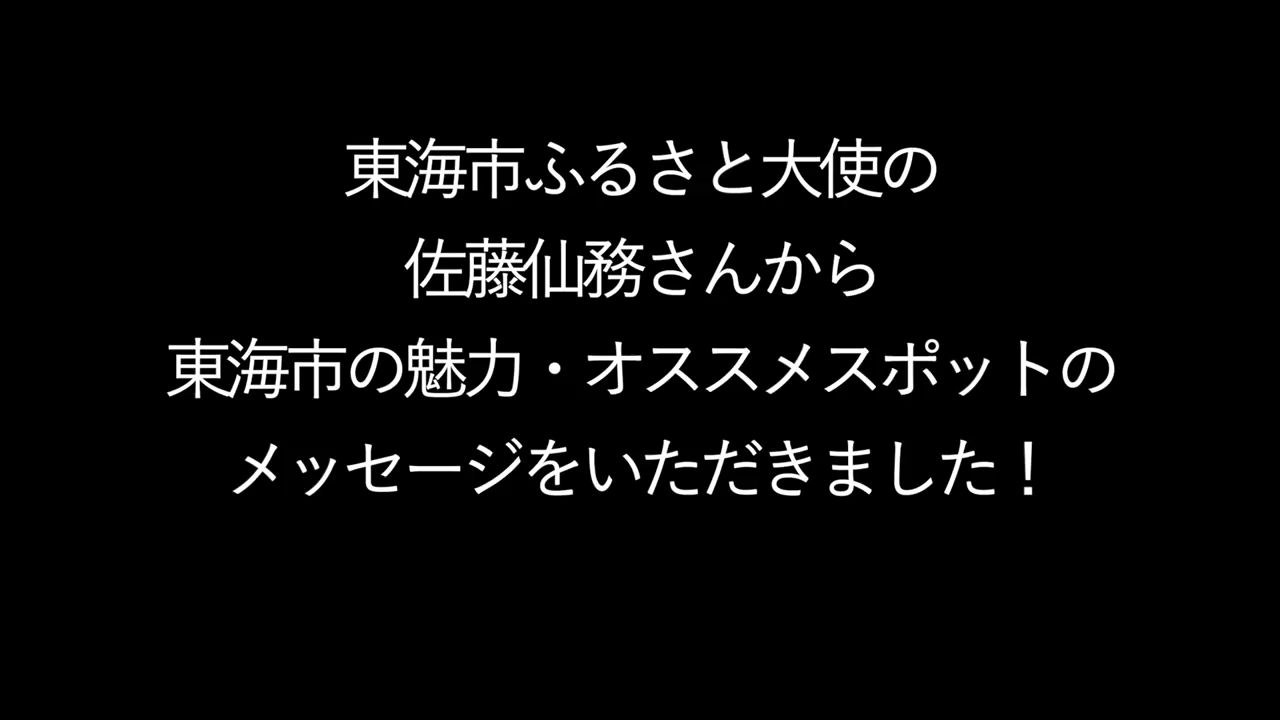 東海市ふるさと大使の
佐藤仙務さんから
東海市の魅力・オススメスポットの
メッセージをいただきました！